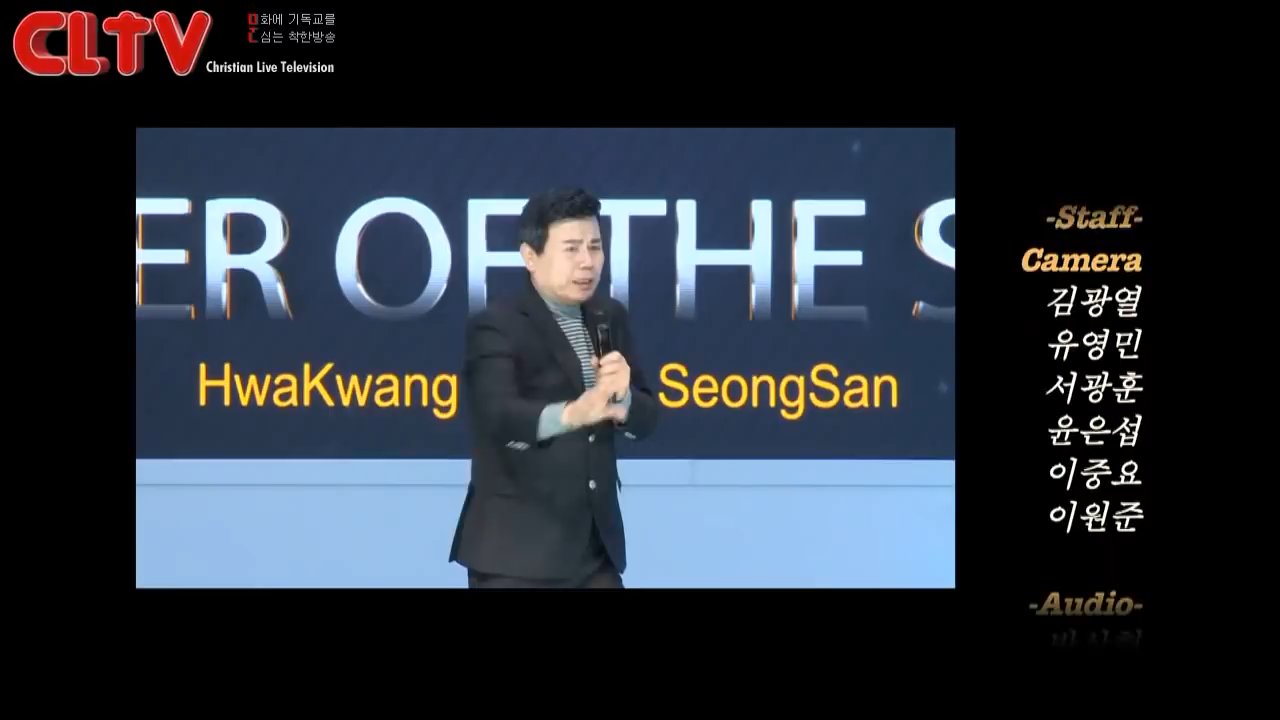 CLTV
문화에 기독교를
심는 착한방송
Christian Live Television
ER OF THE S
HwaKwang SeongSan
-Staff-
Camera
김광열
유영민
서광훈
윤은섭
이중요
이원준
-Audio-